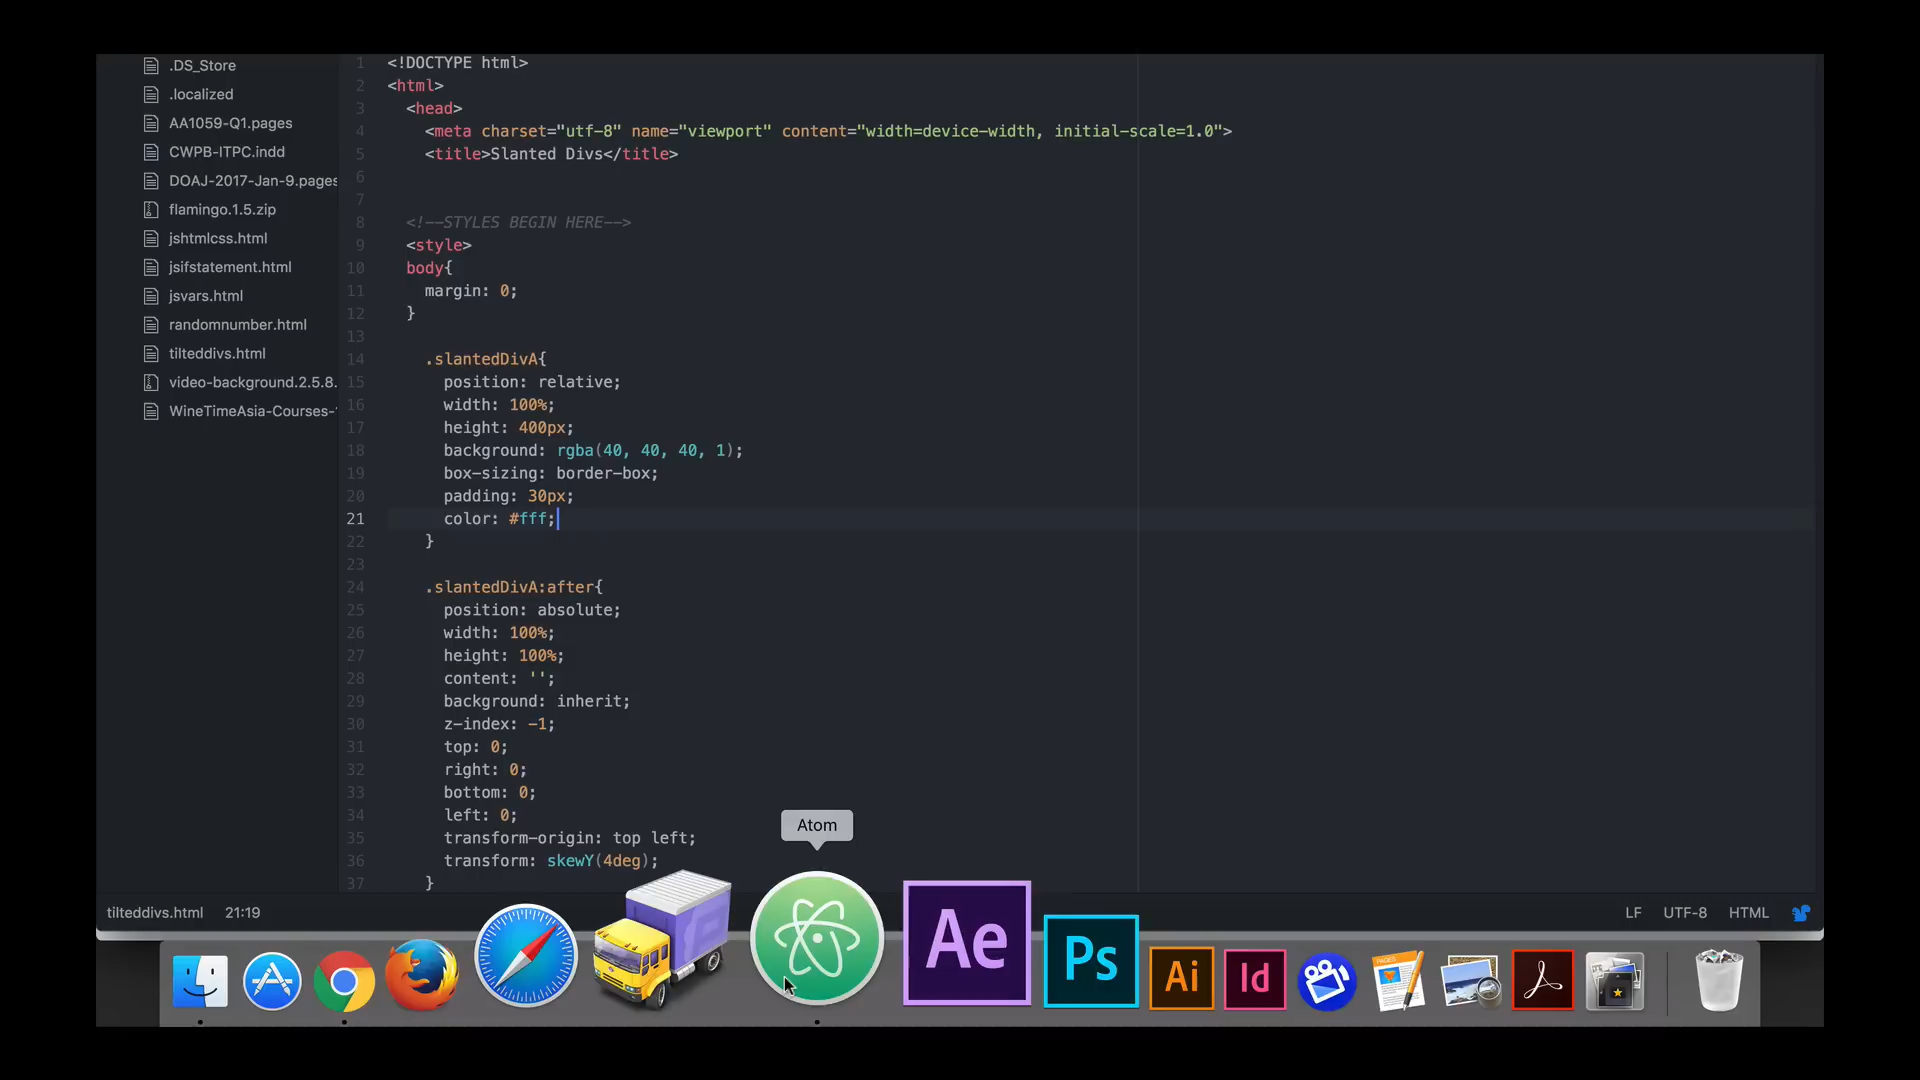 .DS_Store
.localized
AA1059-Q1.pages
CWPB-ITPC.indd
DOAJ-2017-Jan-9.pages
flamingo.1.5.zip
jshtmlcss.html
jsifstatement.html
jsvars.html
randomnumber.html
tilteddivs.html
video-background.2.5.8.
WineTimeAsia-Courses-
1 <!DOCTYPE html>
2 <html>
3 <head>
4 <meta charset="utf-8" name="viewport" content="width=device-width, initial-scale=1.0">
5 <title>Slanted Divs</title>
6
7
8 <!--STYLES BEGIN HERE-->
9 <style>
10 body{
11 margin: 0;
12 }
13
14 .slantedDivA{
15 position: relative;
16 width: 100%;
17 height: 400px;
18 background: rgba(40, 40, 40, 1);
19 box-sizing: border-box;
20 padding: 30px;
21 color: #fff;
22 }
23
24 .slantedDivA:after{
25 position: absolute;
26 width: 100%;
27 height: 100%;
28 content: '';
29 background: inherit;
30 z-index: -1;
31 top: 0;
32 right: 0;
33 bottom: 0;
34 left: 0;
35 transform-origin: top left;
36 transform: skewY(4deg);
37 }
Atom
tilteddivs.html 21:19 LF UTF-8 HTML
Ae Ps Ai Id PAGES